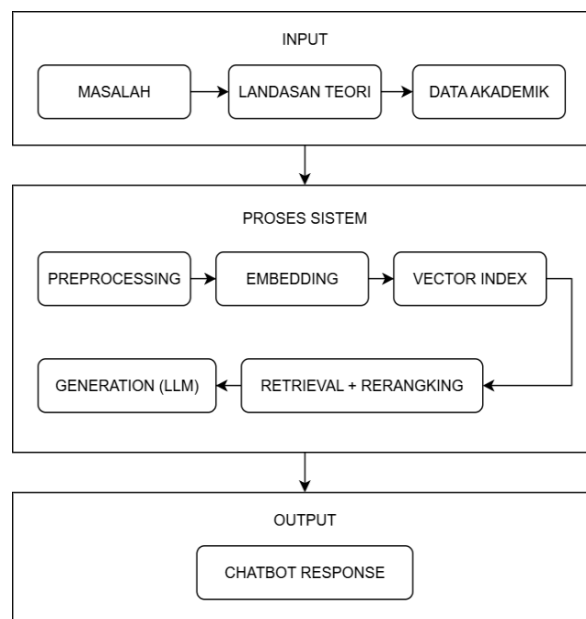 INPUT
MASALAH
LANDASAN TEORI
DATA AKADEMIK
PROSES SISTEM
PREPROCESSING
EMBEDDING
VECTOR INDEX
GENERATION (LLM)
RETRIEVAL + RERANGKING
OUTPUT
CHATBOT RESPONSE